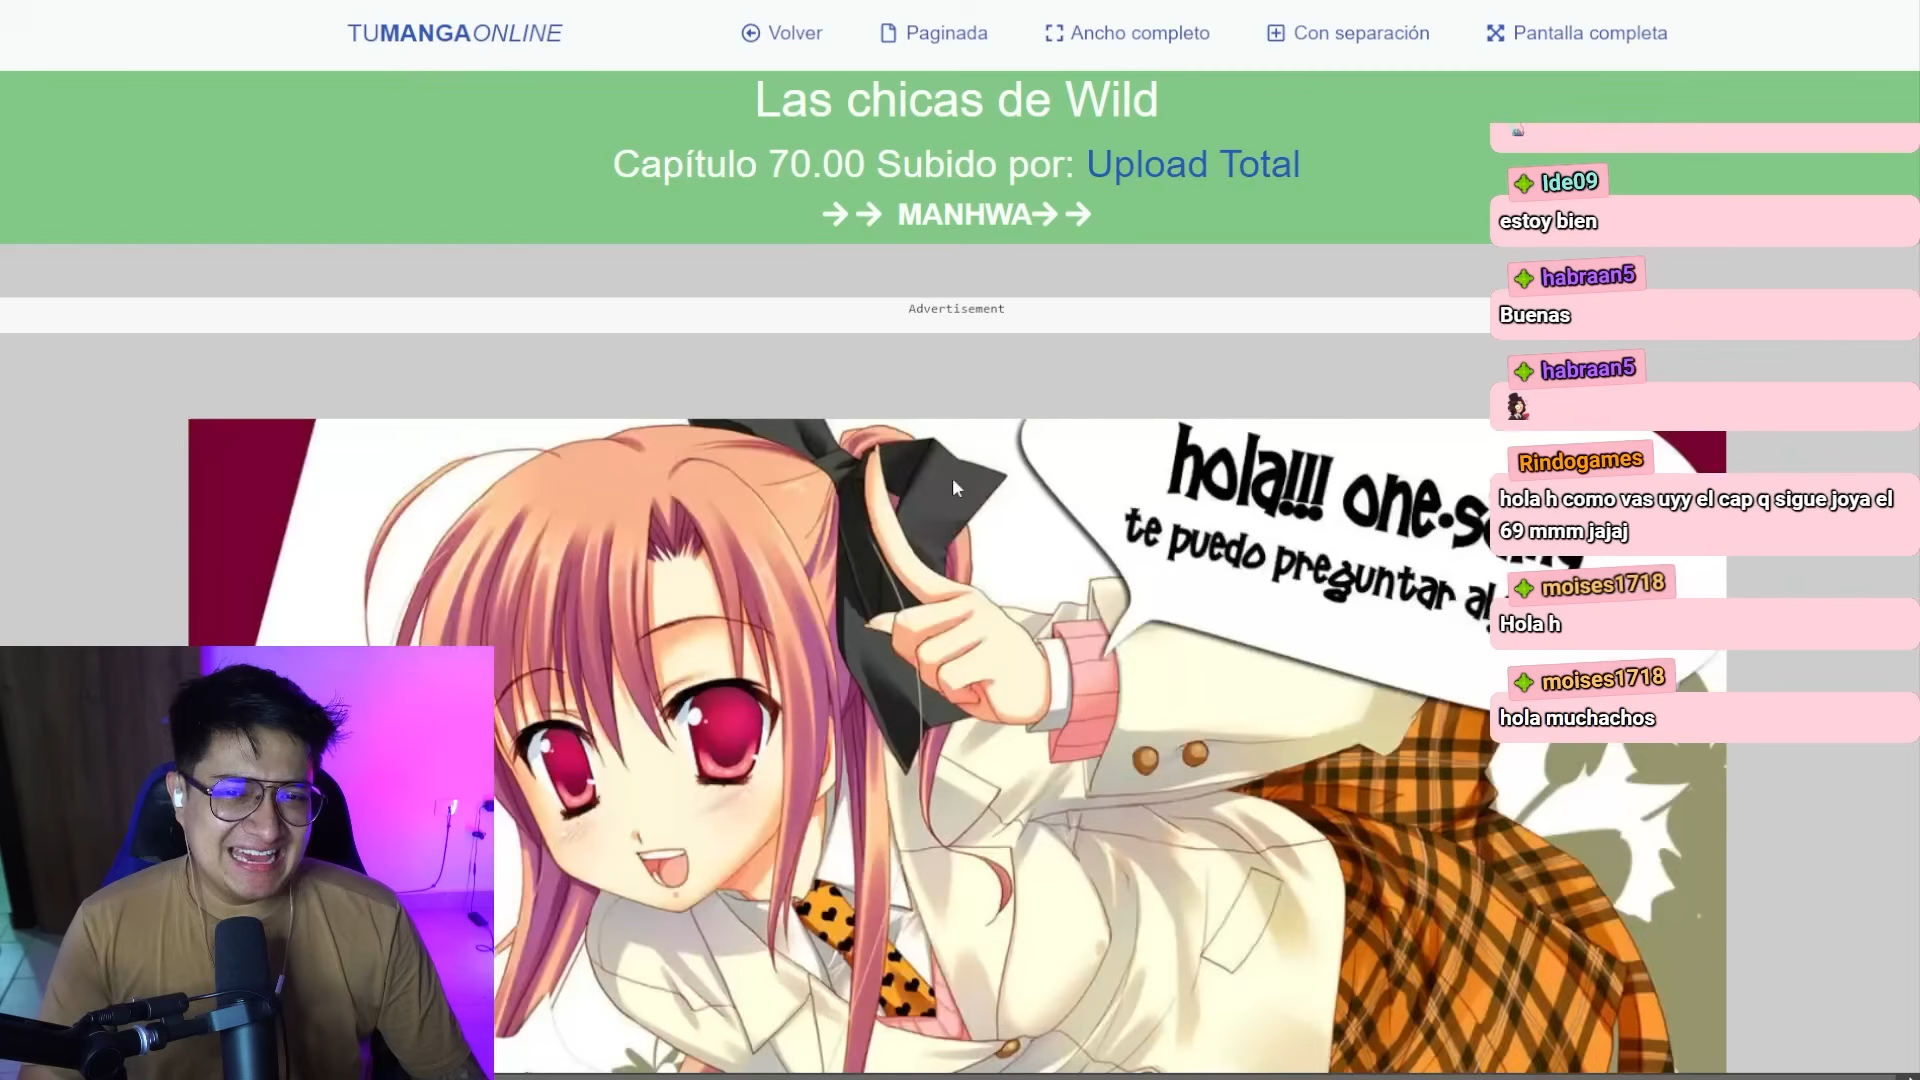 TUMANGAONLINE
Volver
Paginada
Ancho completo
Con separación
Pantalla completa
Las chicas de Wild
Capítulo 70.00 Subido por: Upload Total
MANHWA
Advertisement
hola!!! one-s
te puedo preguntar al
lde09
estoy bien
habraan5
Buenas
habraan5
Rindogames
hola h como vas uyy el cap q sigue joya el
69 mmm jajaj
moises1718
Hola h
moises1718
hola muchachos